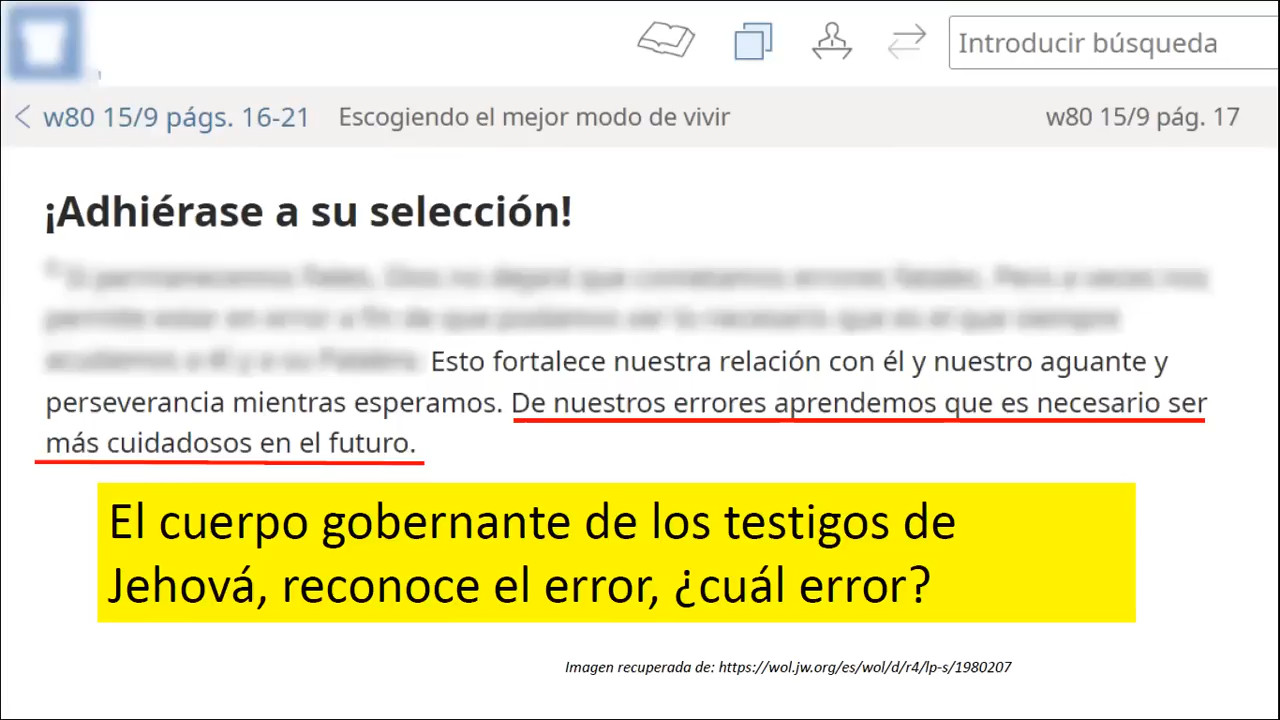 Introducir búsqueda
w80 15/9 págs. 16-21 Escogiendo el mejor modo de vivir w80 15/9 pág. 17
¡Adhiérase a su selección!
Esto fortalece nuestra relación con él y nuestro aguante y
perseverancia mientras esperamos. De nuestros errores aprendemos que es necesario ser
más cuidadosos en el futuro.
El cuerpo gobernante de los testigos de
Jehová, reconoce el error, ¿cuál error?
Imagen recuperada de: https://wol.jw.org/es/wol/d/r4/lp-s/1980207